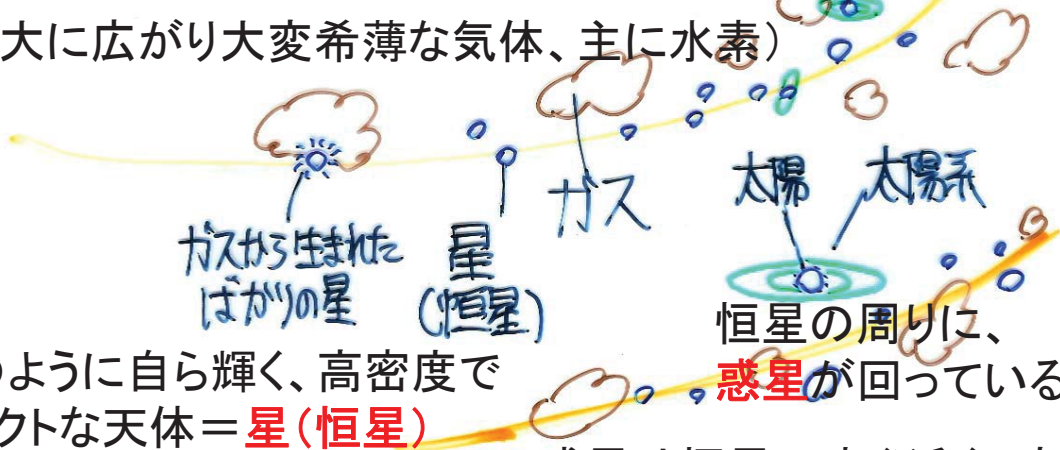 大に広がり大変希薄な気体、主に水素）
ガス
太陽
太陽系
ガスから生まれた
ばかりの星
星
(恒星)
恒星の周りに、
惑星が回っている
のように自ら輝く、高密度で
クトな天体＝星（恒星）